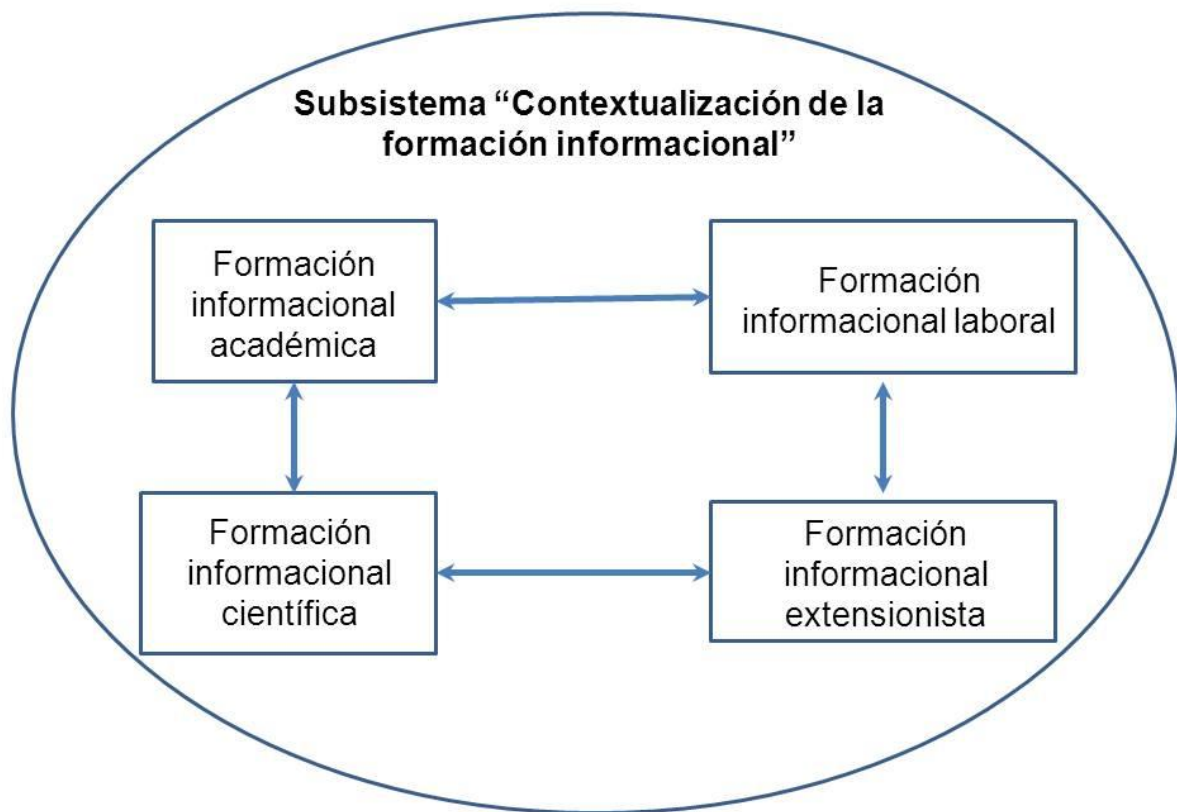 Subsistema “Contextualización de la
formación informacional”
Formación
informacional
académica
Formación
informacional laboral
Formación
informacional
científica
Formación
informacional
extensionista